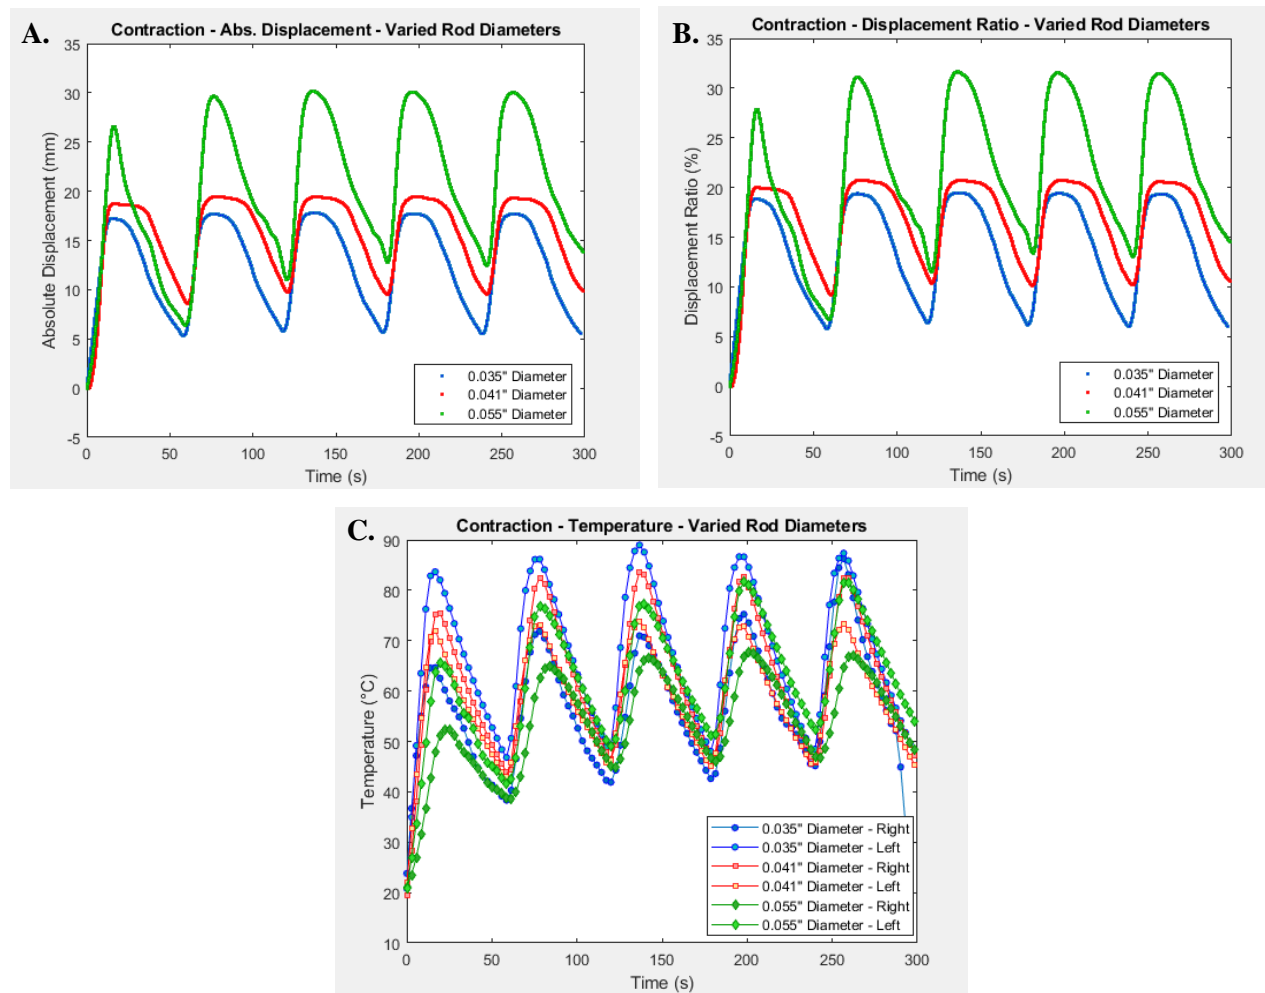 A.
Contraction - Abs. Displacement - Varied Rod Diameters
35
30
25
20
15
10
5
0
-5
Absolute Displacement (mm)
0.035" Diameter
0.041" Diameter
0.055" Diameter
0 50 100 150 200 250 300
Time (s)
B.
Contraction - Displacement Ratio - Varied Rod Diameters
35
30
25
20
15
10
5
0
-5
Displacement Ratio (%)
0.035" Diameter
0.041" Diameter
0.055" Diameter
0 50 100 150 200 250 300
Time (s)
C.
Contraction - Temperature - Varied Rod Diameters
90
80
70
60
50
40
30
20
10
Temperature (°C)
0.035" Diameter - Right
0.035" Diameter - Left
0.041" Diameter - Right
0.041" Diameter - Left
0.055" Diameter - Right
0.055" Diameter - Left
0 50 100 150 200 250 300
Time (s)